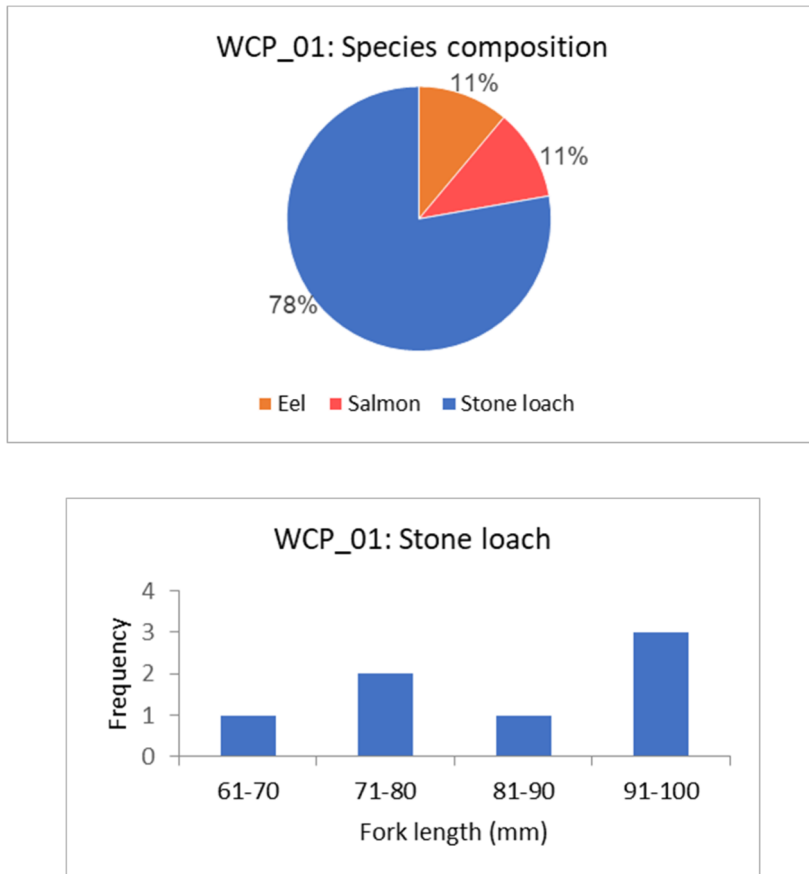 WCP_01: Species composition
11%
11%
78%
Eel Salmon Stone loach
WCP_01: Stone loach
4
3
2
1
0
Frequency
61-70 71-80 81-90 91-100
Fork length (mm)